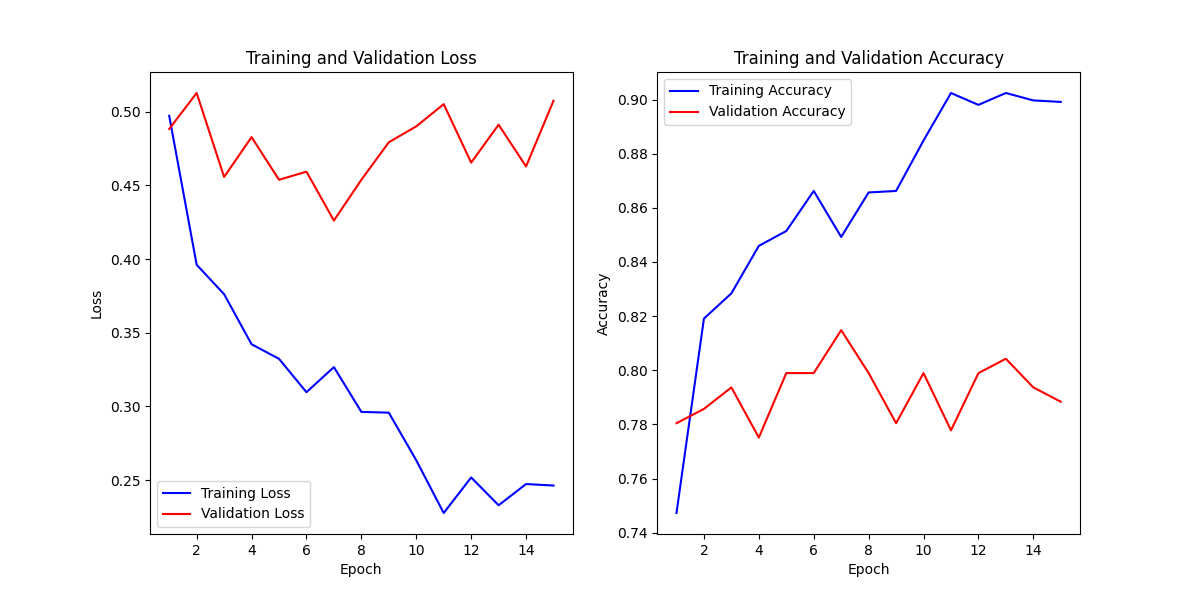 Training and Validation Loss
0.50
0.45
0.40
0.35
0.30
0.25
Loss
Training Loss
Validation Loss
2 4 6 8 10 12 14
Epoch
Training and Validation Accuracy
Training Accuracy
Validation Accuracy
0.90
0.88
0.86
0.84
0.82
0.80
0.78
0.76
0.74
Accuracy
2 4 6 8 10 12 14
Epoch